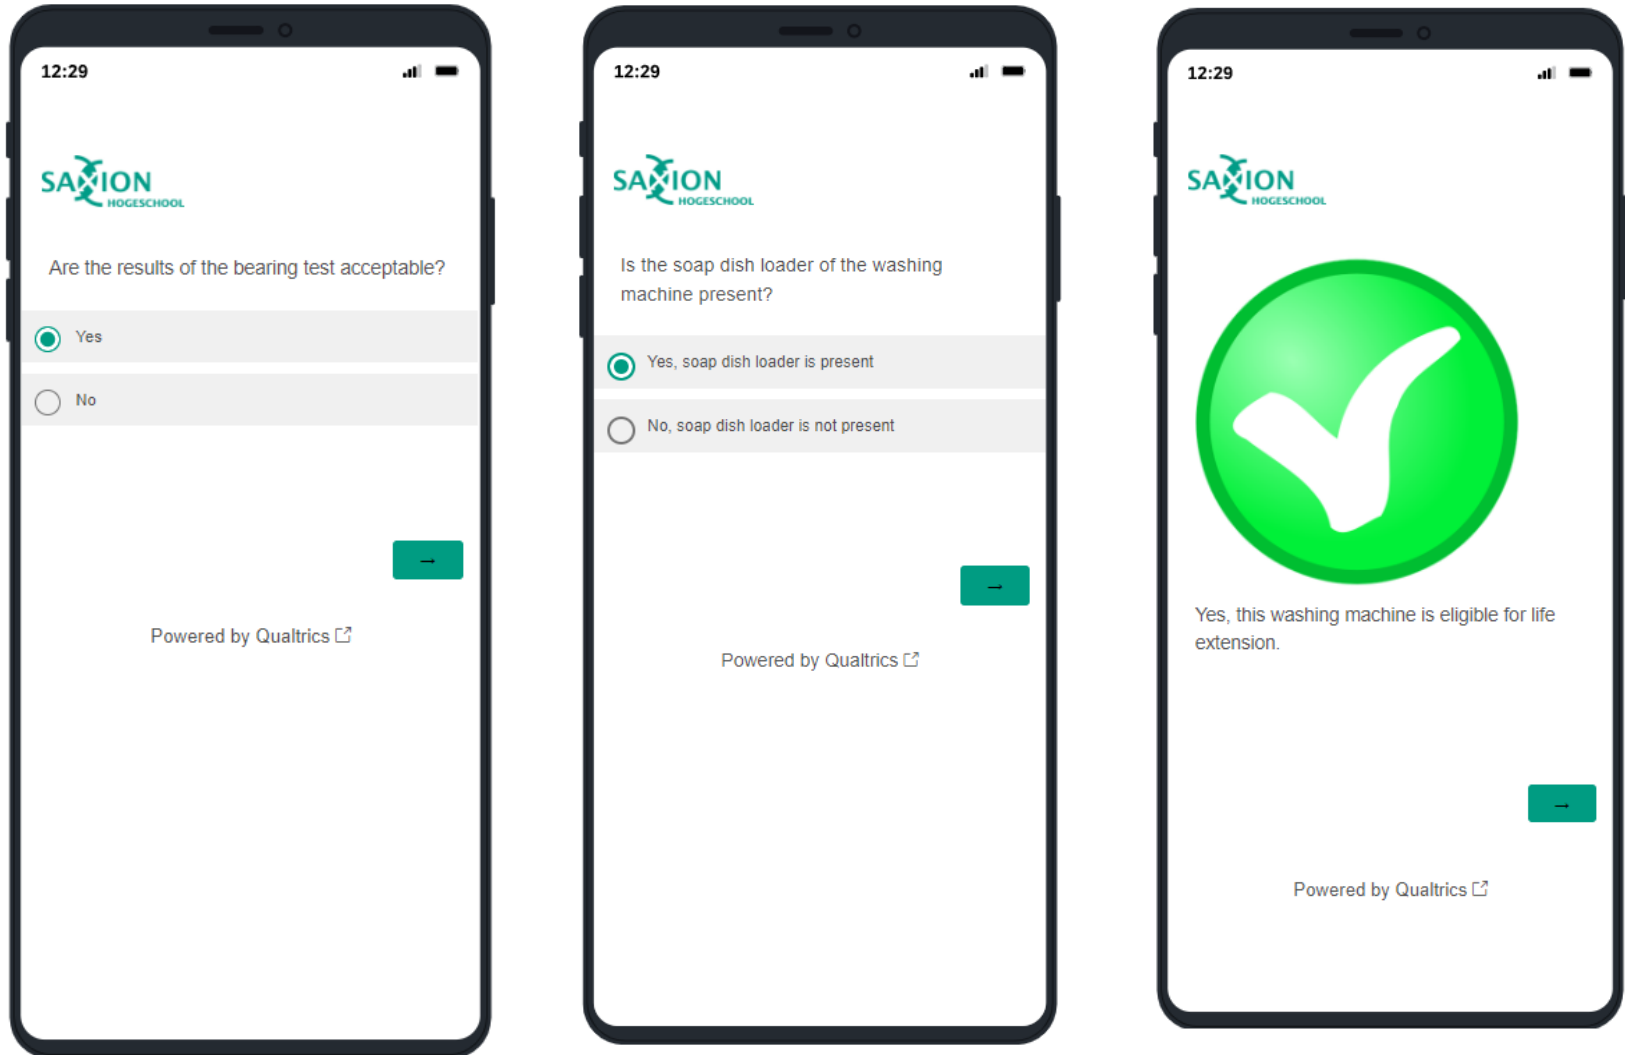 12:29
SAXION
HOGESCHOOL
Are the results of the bearing test acceptable?
Yes
No
→
Powered by Qualtrics
12:29
SAXION
HOGESCHOOL
Is the soap dish loader of the washing
machine present?
Yes, soap dish loader is present
No, soap dish loader is not present
→
Powered by Qualtrics
12:29
SAXION
HOGESCHOOL
Yes, this washing machine is eligible for life
extension.
→
Powered by Qualtrics